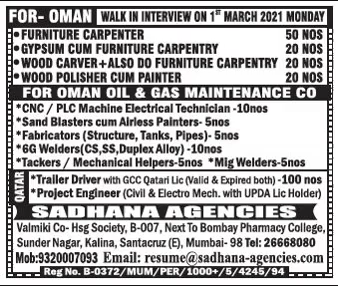 FOR- OMAN WALK IN INTERVIEW ON 1ST MARCH 2021 MONDAY
• FURNITURE CARPENTER 50 NOS
• GYPSUM CUM FURNITURE CARPENTRY 20 NOS
• WOOD CARVER+ALSO DO FURNITURE CARPENTRY 20 NOS
• WOOD POLISHER CUM PAINTER 20 NOS
FOR OMAN OIL & GAS MAINTENANCE CO
*CNC / PLC Machine Electrical Technician -10nos
*Sand Blasters cum Airless Painters- 5nos
*Fabricators (Structure, Tanks, Pipes)- 5nos
*6G Welders(CS,SS,Duplex Alloy) -10nos
*Tackers / Mechanical Helpers-5nos *Mig Welders-5nos
QATAR
*Trailer Driver with GCC Qatari Lic (Valid & Expired both) -100 nos
*Project Engineer (Civil & Electro Mech. with UPDA Lic Holder)
SADHANA AGENCIES
Valmiki Co- Hsg Society, B-007, Next To Bombay Pharmacy College,
Sunder Nagar, Kalina, Santacruz (E), Mumbai- 98 Tel: 26668080
Mob:9320007093 Email: resume@sadhana-agencies.com
Reg No. B-0372/MUM/PER/1000+/5/4245/94